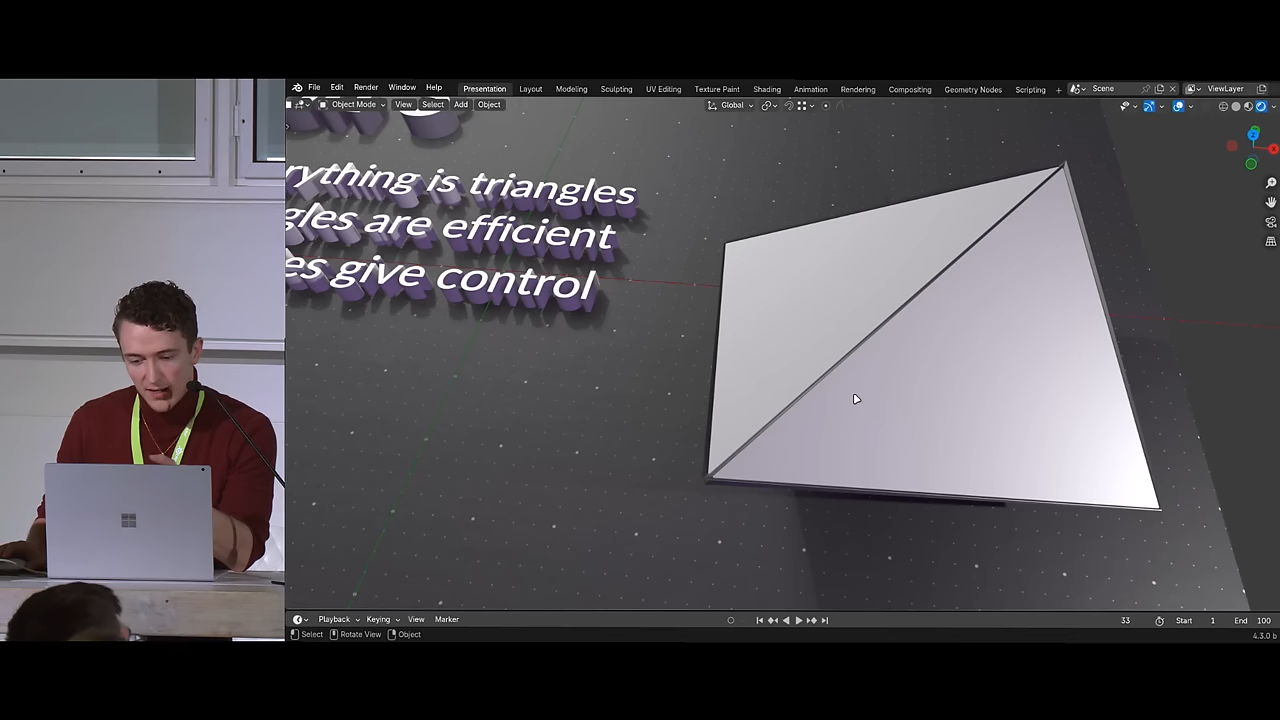 File Edit Render Window Help Presentation Layout Modeling Sculpting UV Editing Texture Paint Shading Animation Rendering Compositing Geometry Nodes Scripting + Scene ViewLayer
Object Mode View Select Add Object Global
rything is triangles
gles are efficient
es give control
Playback Keying View Marker 33 Start 1 End 100
Select Rotate View Object 4.3.0 b